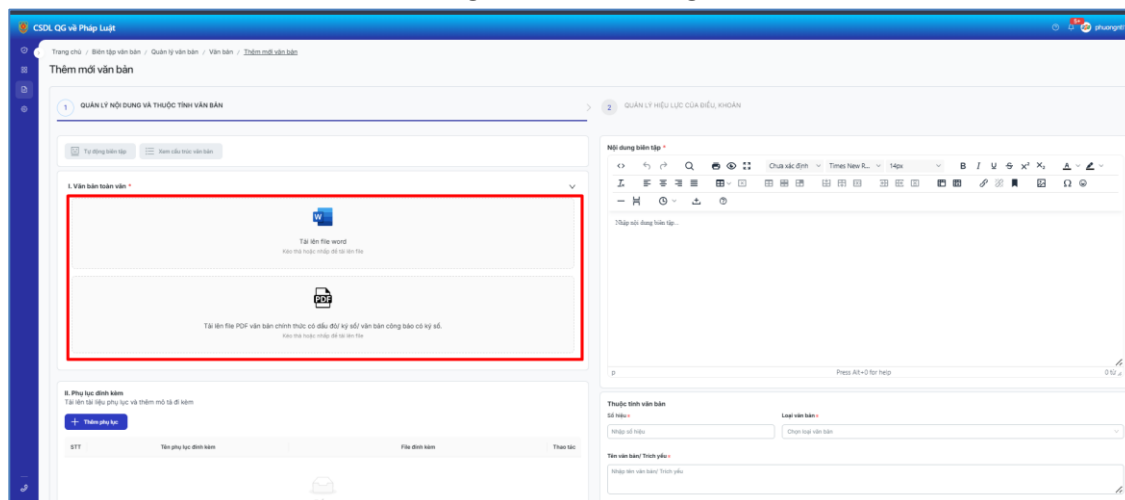 CSDL QG về Pháp Luật
5+
phuongnt
Trang chủ / Biên tập văn bản / Quản lý văn bản / Văn bản / Thêm mới văn bản
Thêm mới văn bản
1 QUẢN LÝ NỘI DUNG VÀ THUỘC TÍNH VĂN BẢN
2 QUẢN LÝ HIỆU LỰC CỦA ĐIỀU, KHOẢN
Tự động biên tập
Xem cấu trúc văn bản
I. Văn bản toàn văn *
Tải lên file word
Kéo thả hoặc nhấp để tải lên file
PDF
Tải lên file PDF văn bản chính thức có dấu đỏ/ ký số/ văn bản công báo có ký số.
Kéo thả hoặc nhấp để tải lên file
II. Phụ lục đính kèm
Tải lên tài liệu phụ lục và thêm mô tả đi kèm
+ Thêm phụ lục
STT Tên phụ lục đính kèm File đính kèm Thao tác
Nội dung biên tập *
Chưa xác định Times New R... 14px B I U S x² X₂ A
Nhập nội dung biên tập...
p Press Alt+0 for help
Thuộc tính văn bản
Số hiệu * Loại văn bản *
Nhập số hiệu Chọn loại văn bản
Tên văn bản/ Trích yếu *
Nhập tên văn bản/ Trích yếu